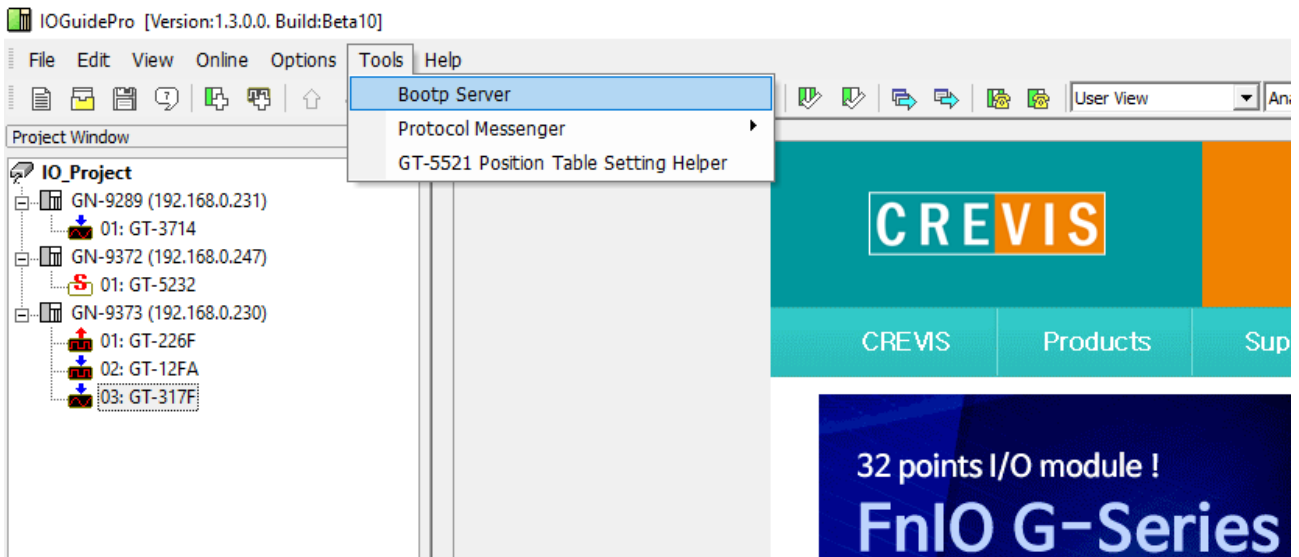 IOGuidePro [Version:1.3.0.0. Build:Beta10]
File Edit View Online Options Tools Help
Bootp Server
Protocol Messenger
GT-5521 Position Table Setting Helper
User View
Project Window
IO_Project
GN-9289 (192.168.0.231)
01: GT-3714
GN-9372 (192.168.0.247)
01: GT-5232
GN-9373 (192.168.0.230)
01: GT-226F
02: GT-12FA
03: GT-317F
CREVIS
CREVIS Products Sup
32 points I/O module !
FnIO G-Series